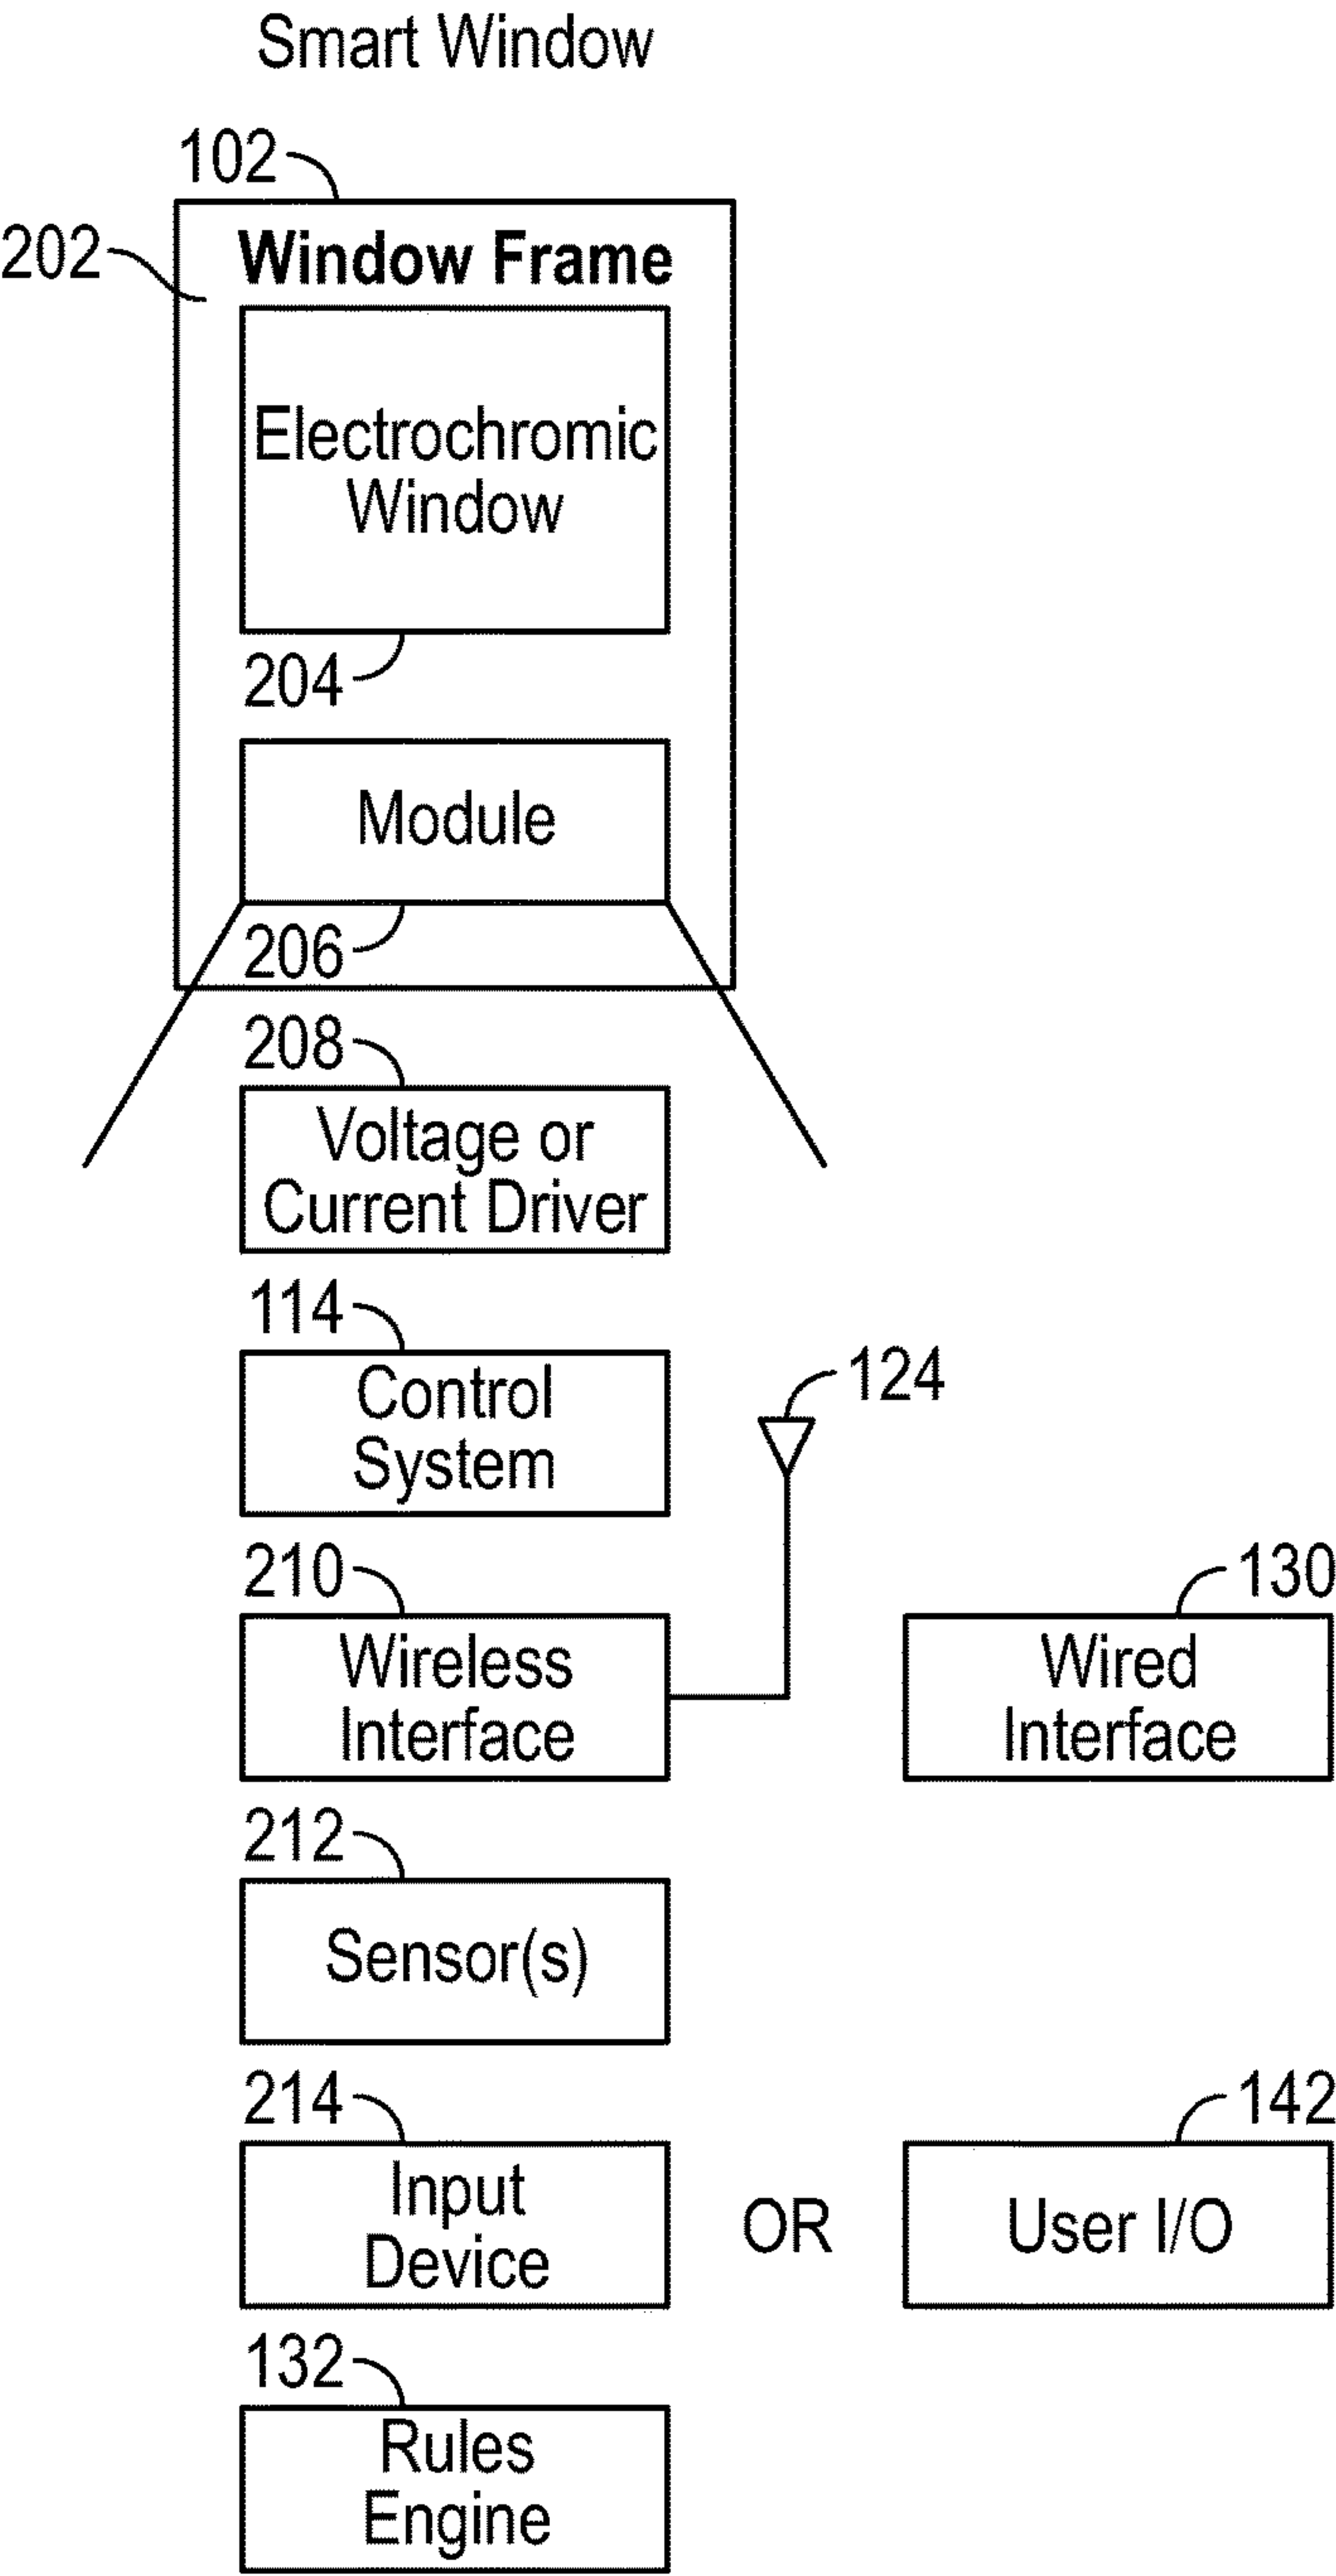 Smart Window
102
202
Window Frame
Electrochromic
Window
204
Module
206
208
Voltage or
Current Driver
114
Control
System
124
210
130
Wireless
Interface
Wired
Interface
212
Sensor(s)
214
142
Input
Device
OR
User I/O
132
Rules
Engine